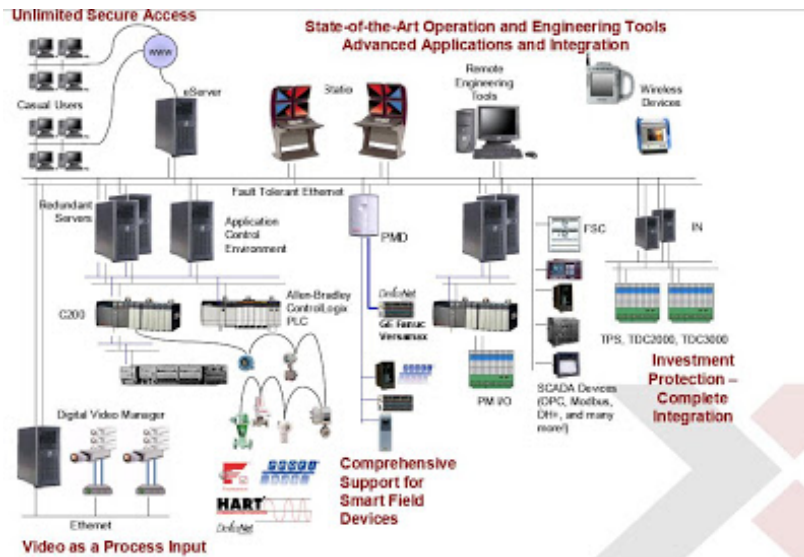 Unlimited Secure Access
State-of-the-Art Operation and Engineering Tools
Advanced Applications and Integration
www
eServer
Casual Users
Statio
Remote
Engineering
Tools
Wireless
Devices
Fault Tolerant Ethernet
Redundant
Servers
Application
Control
Environment
PMD
FSC
IN
C200
Allen-Bradley
ControlLogix
PLC
GE Fanuc
Versamax
TPS, TDC2000, TDC3000
PM I/O
SCADA Devices
(OPC, Modbus,
DH+, and many
more!)
Investment
Protection –
Complete
Integration
Digital Video Manager
Comprehensive
Support for
Smart Field
Devices
HART
Ethernet
Video as a Process Input